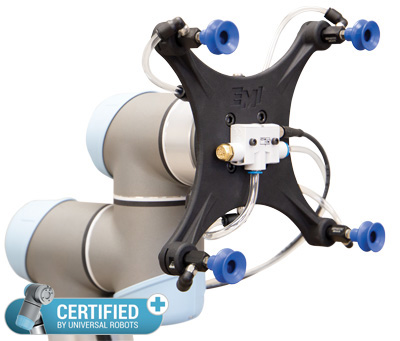 EMI
CERTIFIED
BY UNIVERSAL ROBOTS